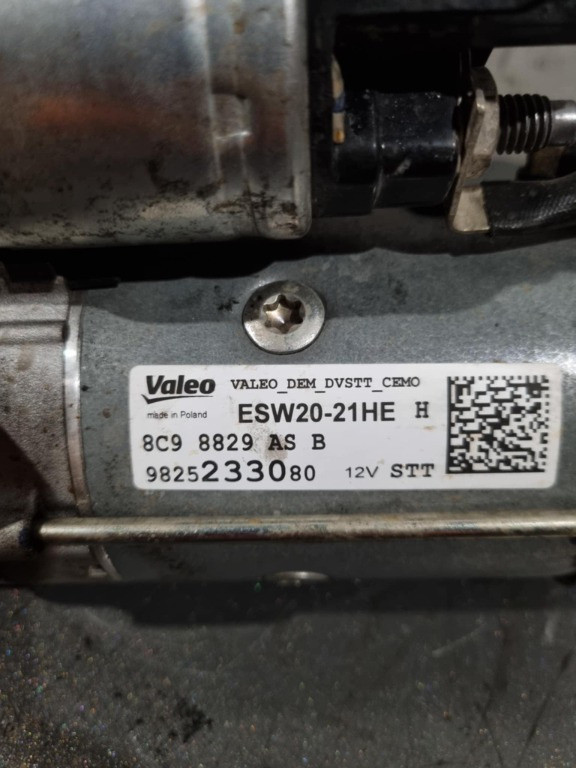 Valeo VALEO_DEM_DVSTT_CEMO
made in Poland ESW20-21HE H
8C9 8829 AS B
9825233080 12V STT